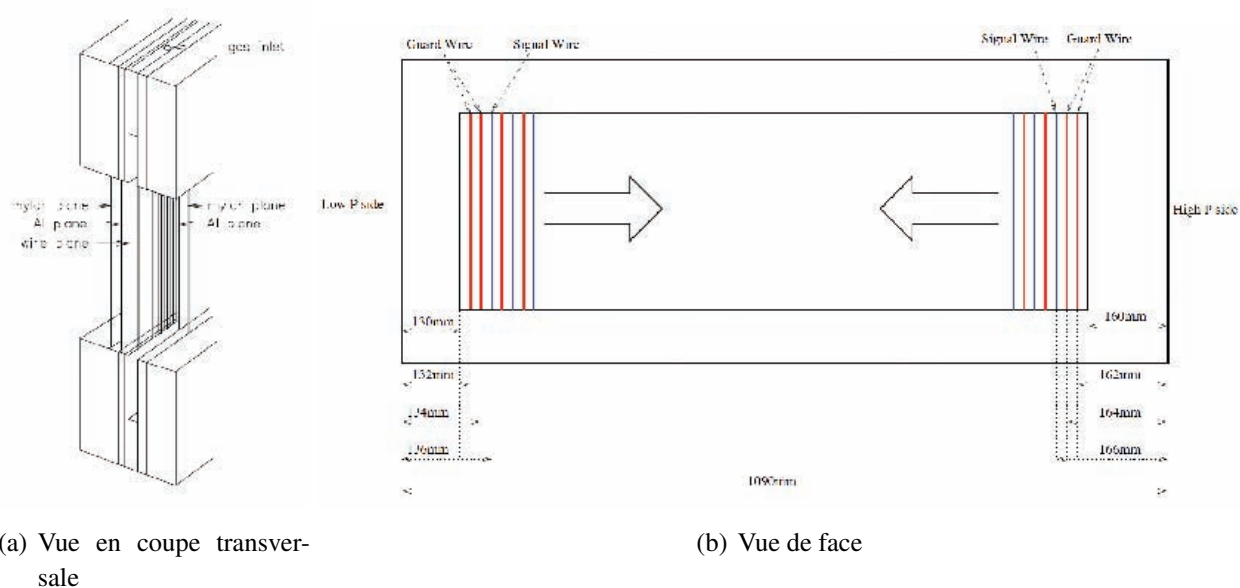 gas inlet
Guard Wire
Signal Wire
Signal Wire
Guard Wire
mylar plane
Al plane
wire plane
mylar plane
Al plane
Low P side
High P side
130mm
160mm
132mm
162mm
134mm
164mm
136mm
166mm
1090mm
(a) Vue en coupe transver-
sale
(b) Vue de face